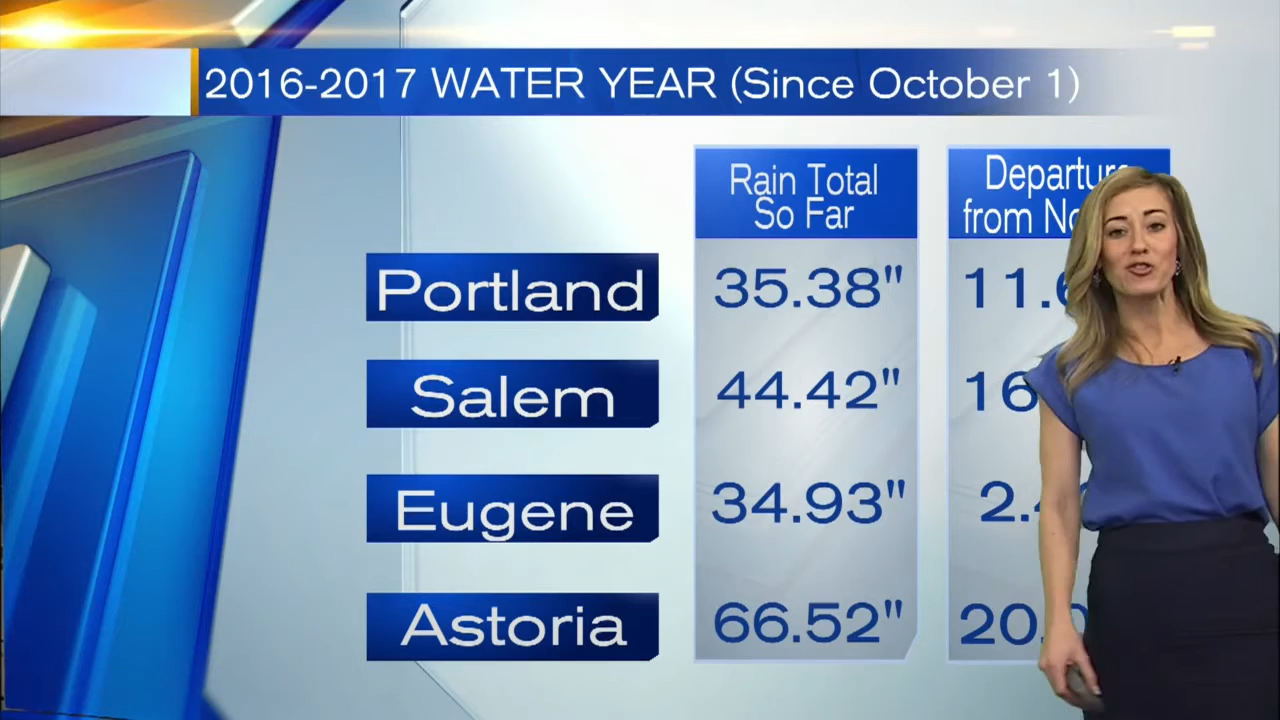 2016-2017 WATER YEAR (Since October 1)
Rain Total
So Far
from
Portland 35.38"
Salem 44.42"
Eugene 34.93"
Astoria 66.52"